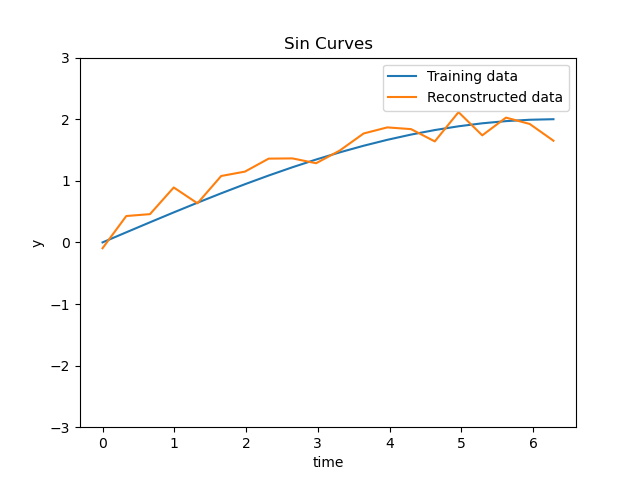 Sin Curves
Training data
Reconstructed data
3
2
1
0
−1
−2
−3
y
0 1 2 3 4 5 6
time